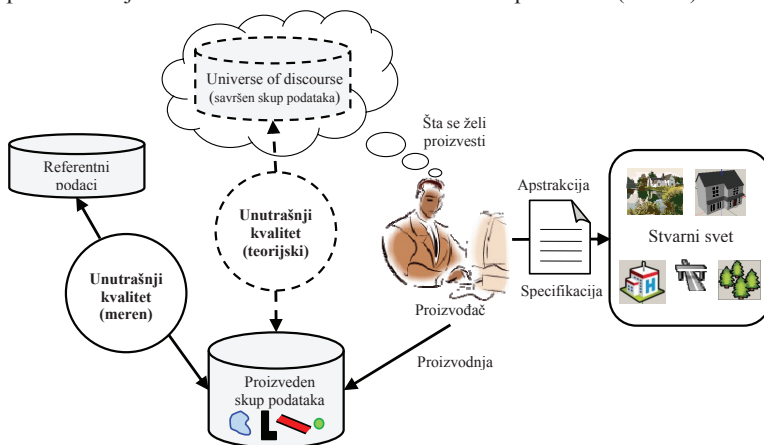 Universe of discourse
(savršen skup podataka)
Šta se želi
proizvesti
Referentni
podaci
Apstrakcija
Unutrašnji
kvalitet
(teorijski)
Stvarni svet
Unutrašnji
kvalitet
(meren)
H
Specifikacija
Proizvođač
Proizvodnja
Proizveden
skup podataka